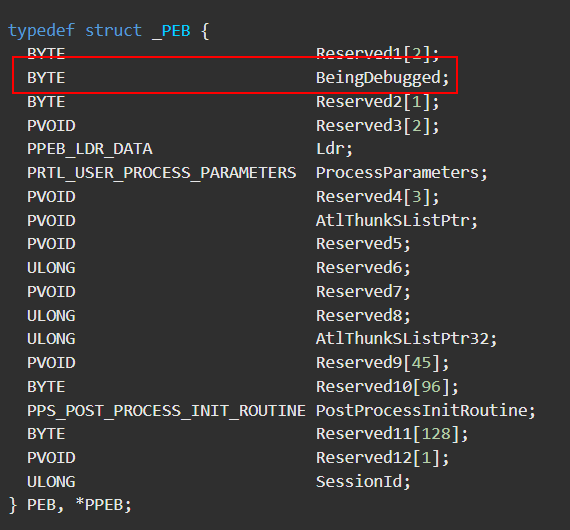 typedef struct _PEB {
BYTE Reserved1[2];
BYTE BeingDebugged;
BYTE Reserved2[1];
PVOID Reserved3[2];
PPEB_LDR_DATA Ldr;
PRTL_USER_PROCESS_PARAMETERS ProcessParameters;
PVOID Reserved4[3];
PVOID AtlThunkSListPtr;
PVOID Reserved5;
ULONG Reserved6;
PVOID Reserved7;
ULONG Reserved8;
ULONG AtlThunkSListPtr32;
PVOID Reserved9[45];
BYTE Reserved10[96];
PPS_POST_PROCESS_INIT_ROUTINE PostProcessInitRoutine;
BYTE Reserved11[128];
PVOID Reserved12[1];
ULONG SessionId;
} PEB, *PPEB;